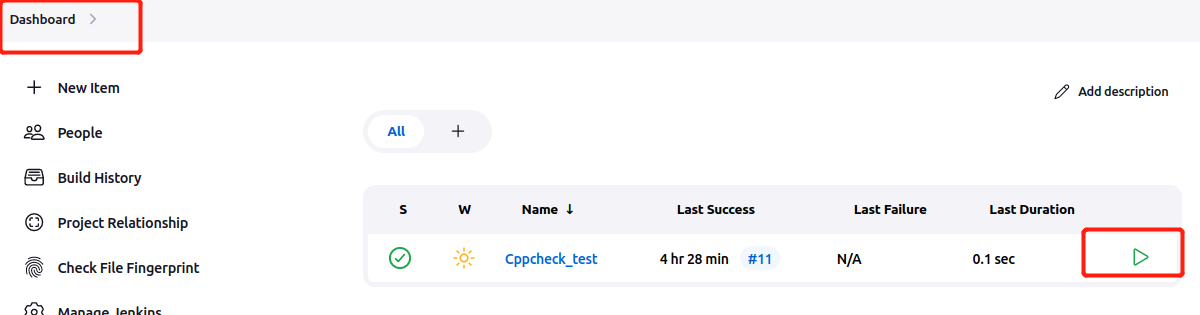 Dashboard
New Item
People
Build History
Project Relationship
Check File Fingerprint
Manage Jenkins
Add description
All
S W Name ↓ Last Success Last Failure Last Duration
Cppcheck_test 4 hr 28 min #11 N/A 0.1 sec